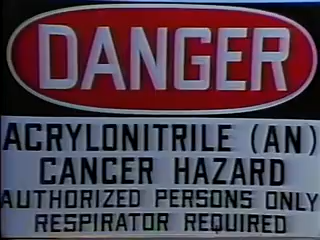 DANGER
ACRYLONITRILE (AN)
CANCER HAZARD
AUTHORIZED PERSONS ONLY
RESPIRATOR REQUIRED